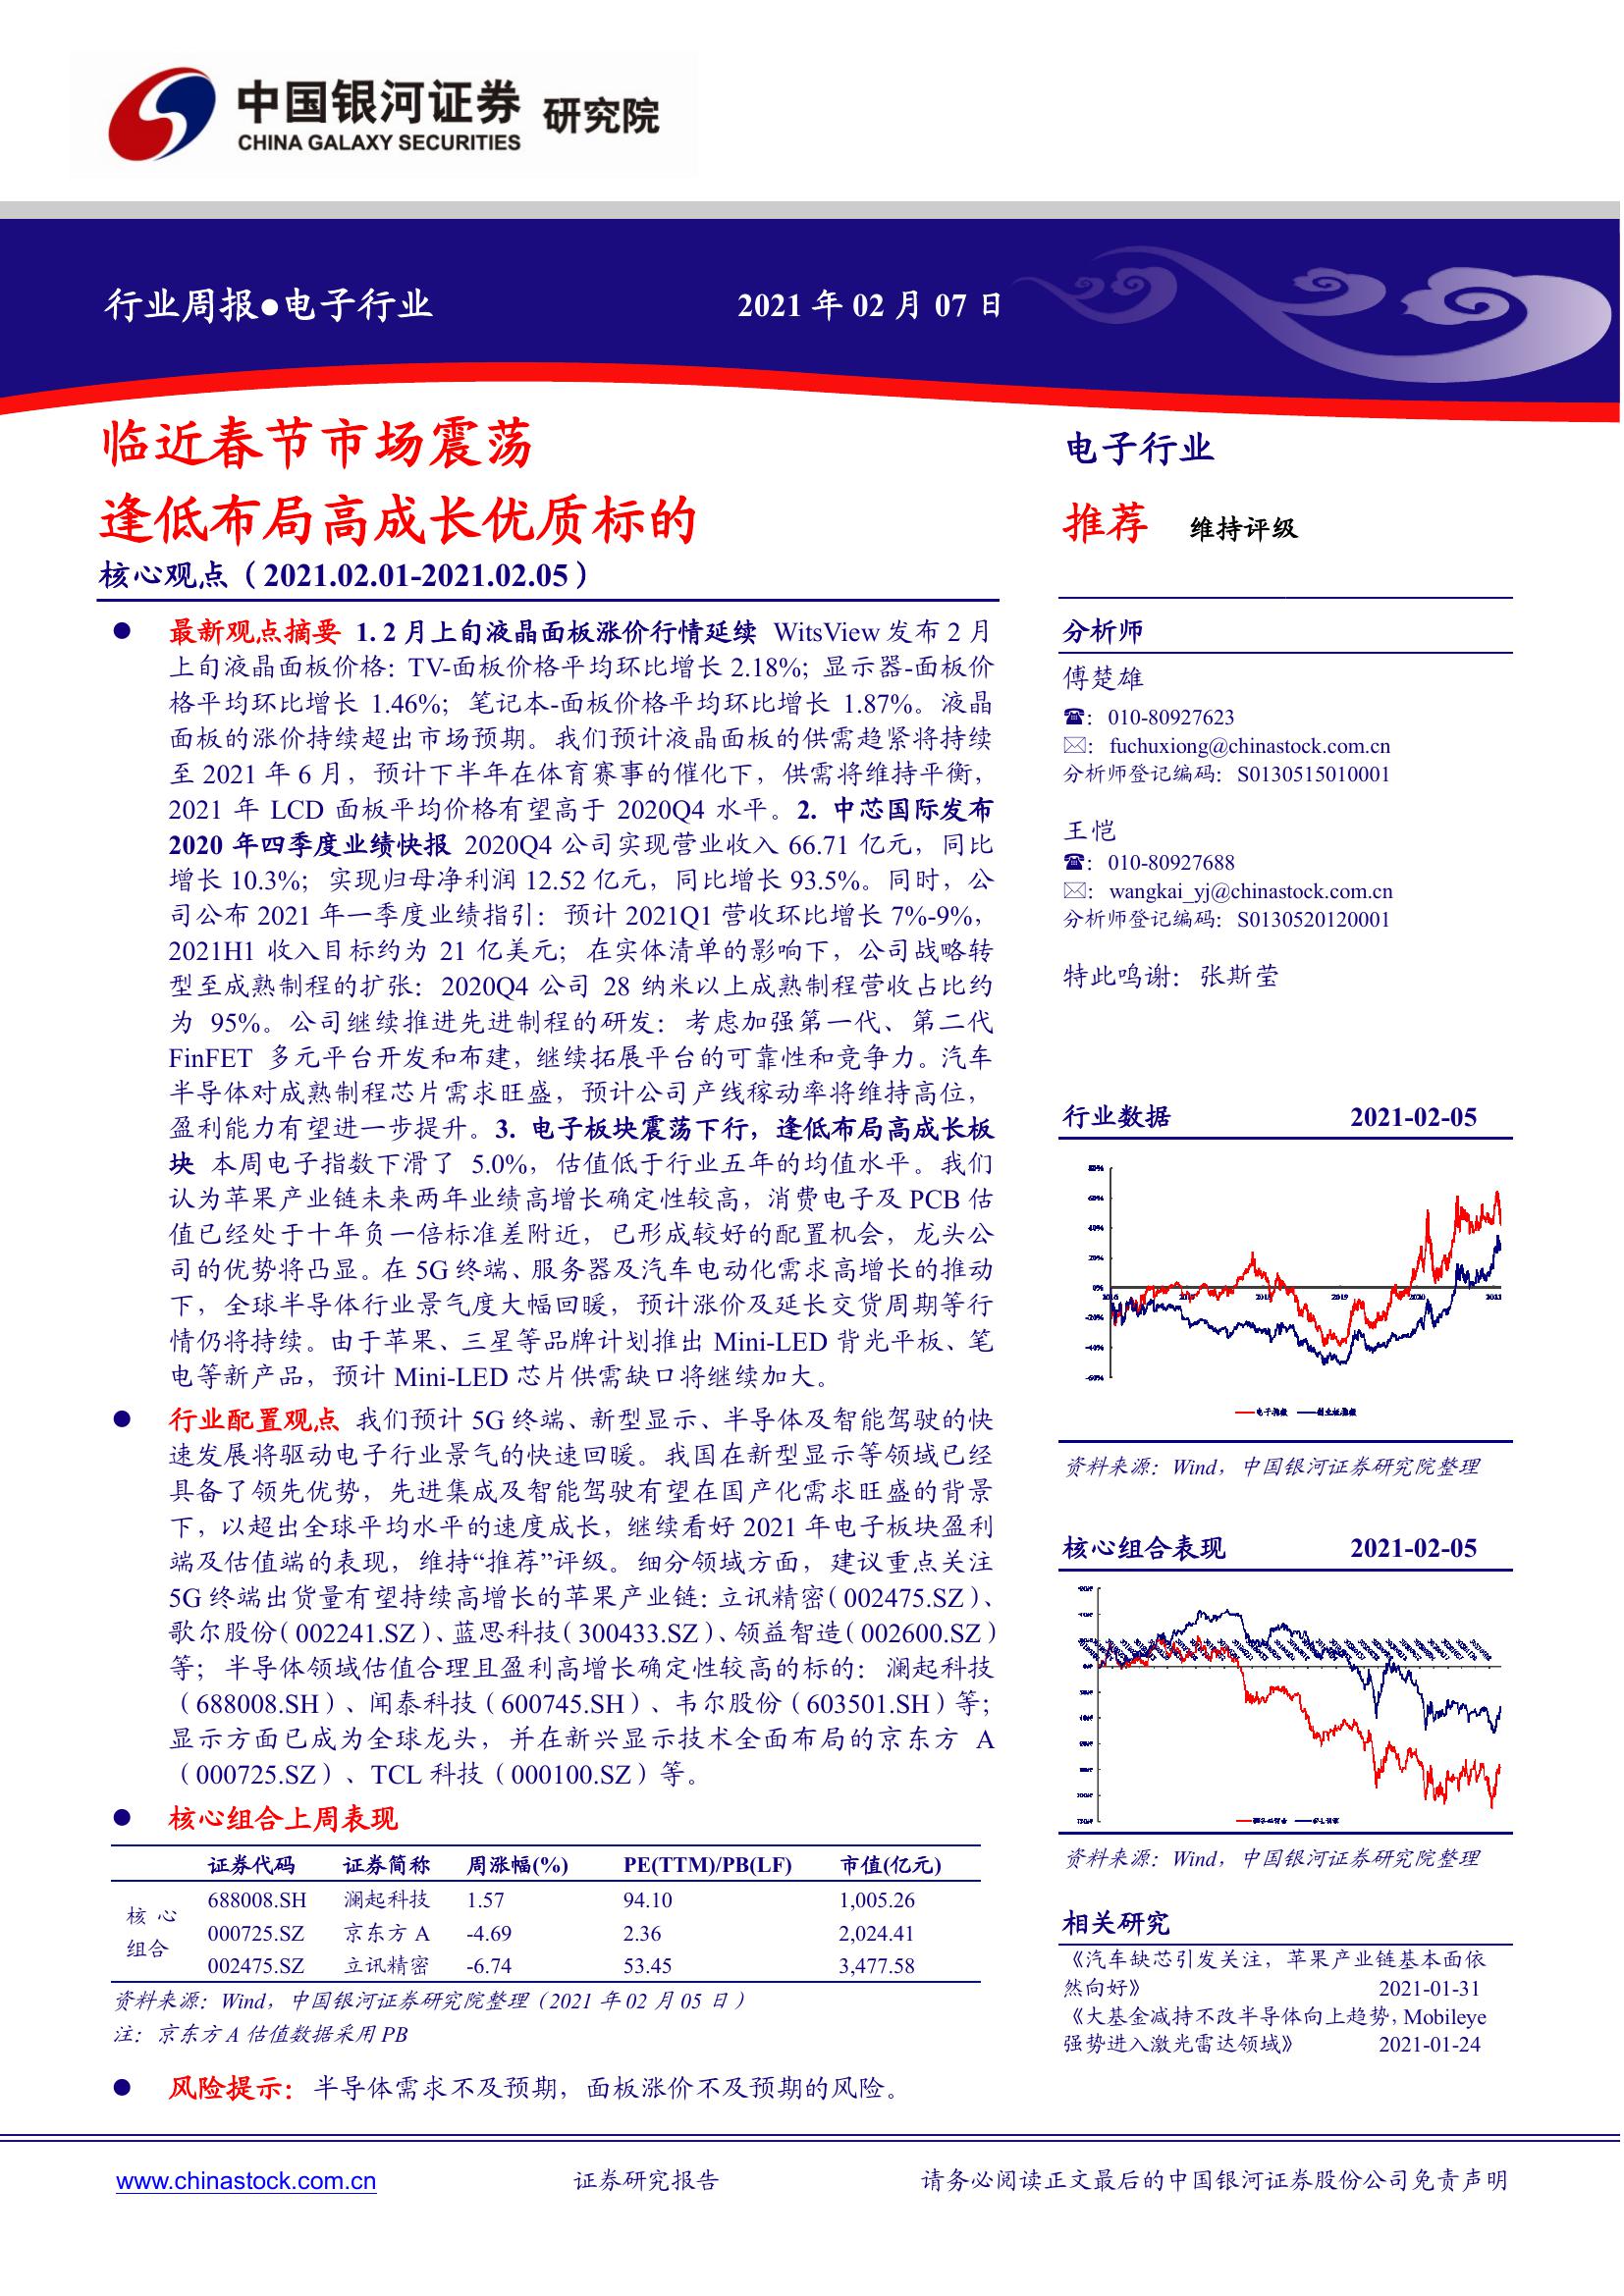 中国银河证券 研究院
CHINA GALAXY SECURITIES
行业周报●电子行业
2021 年 02 月 07 日
临近春节市场震荡
逢低布局高成长优质标的
核心观点（2021.02.01-2021.02.05）
● 最新观点摘要 1. 2 月上旬液晶面板涨价行情延续 WitsView 发布 2 月
上旬液晶面板价格：TV-面板价格平均环比增长 2.18%；显示器-面板价
格平均环比增长 1.46%；笔记本-面板价格平均环比增长 1.87%。液晶
面板的涨价持续超出市场预期。我们预计液晶面板的供需趋紧将持续
至 2021 年 6 月，预计下半年在体育赛事的催化下，供需将维持平衡，
2021 年 LCD 面板平均价格有望高于 2020Q4 水平。2. 中芯国际发布
2020 年四季度业绩快报 2020Q4 公司实现营业收入 66.71 亿元，同比
增长 10.3%；实现归母净利润 12.52 亿元，同比增长 93.5%。同时，公
司公布 2021 年一季度业绩指引：预计 2021Q1 营收环比增长 7%-9%，
2021H1 收入目标约为 21 亿美元；在实体清单的影响下，公司战略转
型至成熟制程的扩张：2020Q4 公司 28 纳米以上成熟制程营收占比约
为 95%。公司继续推进先进制程的研发：考虑加强第一代、第二代
FinFET 多元平台开发和布建，继续拓展平台的可靠性和竞争力。汽车
半导体对成熟制程芯片需求旺盛，预计公司产线稼动率将维持高位，
盈利能力有望进一步提升。3. 电子板块震荡下行，逢低布局高成长板
块 本周电子指数下滑了 5.0%，估值低于行业五年的均值水平。我们
认为苹果产业链未来两年业绩高增长确定性较高，消费电子及 PCB 估
值已经处于十年负一倍标准差附近，已形成较好的配置机会，龙头公
司的优势将凸显。在 5G 终端、服务器及汽车电动化需求高增长的推动
下，全球半导体行业景气度大幅回暖，预计涨价及延长交货周期等行
情仍将持续。由于苹果、三星等品牌计划推出 Mini-LED 背光平板、笔
电等新产品，预计 Mini-LED 芯片供需缺口将继续加大。
● 行业配置观点 我们预计 5G 终端、新型显示、半导体及智能驾驶的快
速发展将驱动电子行业景气的快速回暖。我国在新型显示等领域已经
具备了领先优势，先进集成及智能驾驶有望在国产化需求旺盛的背景
下，以超出全球平均水平的速度成长，继续看好 2021 年电子板块盈利
端及估值端的表现，维持“推荐”评级。细分领域方面，建议重点关注
5G 终端出货量有望持续高增长的苹果产业链：立讯精密（002475.SZ）、
歌尔股份（002241.SZ）、蓝思科技（300433.SZ）、领益智造（002600.SZ）
等；半导体领域估值合理且盈利高增长确定性较高的标的：澜起科技
（688008.SH）、闻泰科技（600745.SH）、韦尔股份（603501.SH）等；
显示方面已成为全球龙头，并在新兴显示技术全面布局的京东方 A
（000725.SZ）、TCL 科技（000100.SZ）等。
● 核心组合上周表现
证券代码 证券简称 周涨幅(%) PE(TTM)/PB(LF) 市值(亿元)
核 心
组合
688008.SH 澜起科技 1.57 94.10 1,005.26
000725.SZ 京东方 A -4.69 2.36 2,024.41
002475.SZ 立讯精密 -6.74 53.45 3,477.58
资料来源：Wind，中国银河证券研究院整理（2021 年 02 月 05 日）
注：京东方 A 估值数据采用 PB
● 风险提示：半导体需求不及预期，面板涨价不及预期的风险。
电子行业
推荐 维持评级
分析师
傅楚雄
☎：010-80927623
✉：fuchuxiong@chinastock.com.cn
分析师登记编码：S0130515010001
王恺
☎：010-80927688
✉：wangkai_yj@chinastock.com.cn
分析师登记编码：S0130520120001
特此鸣谢：张斯莹
行业数据 2021-02-05
80%
60%
40%
20%
0%
-20%
-40%
-60%
2019
2020
2021
资料来源：Wind，中国银河证券研究院整理
核心组合表现 2021-02-05
资料来源：Wind，中国银河证券研究院整理
相关研究
《汽车缺芯引发关注，苹果产业链基本面依
然向好》 2021-01-31
《大基金减持不改半导体向上趋势，Mobileye
强势进入激光雷达领域》 2021-01-24
www.chinastock.com.cn
证券研究报告
请务必阅读正文最后的中国银河证券股份公司免责声明